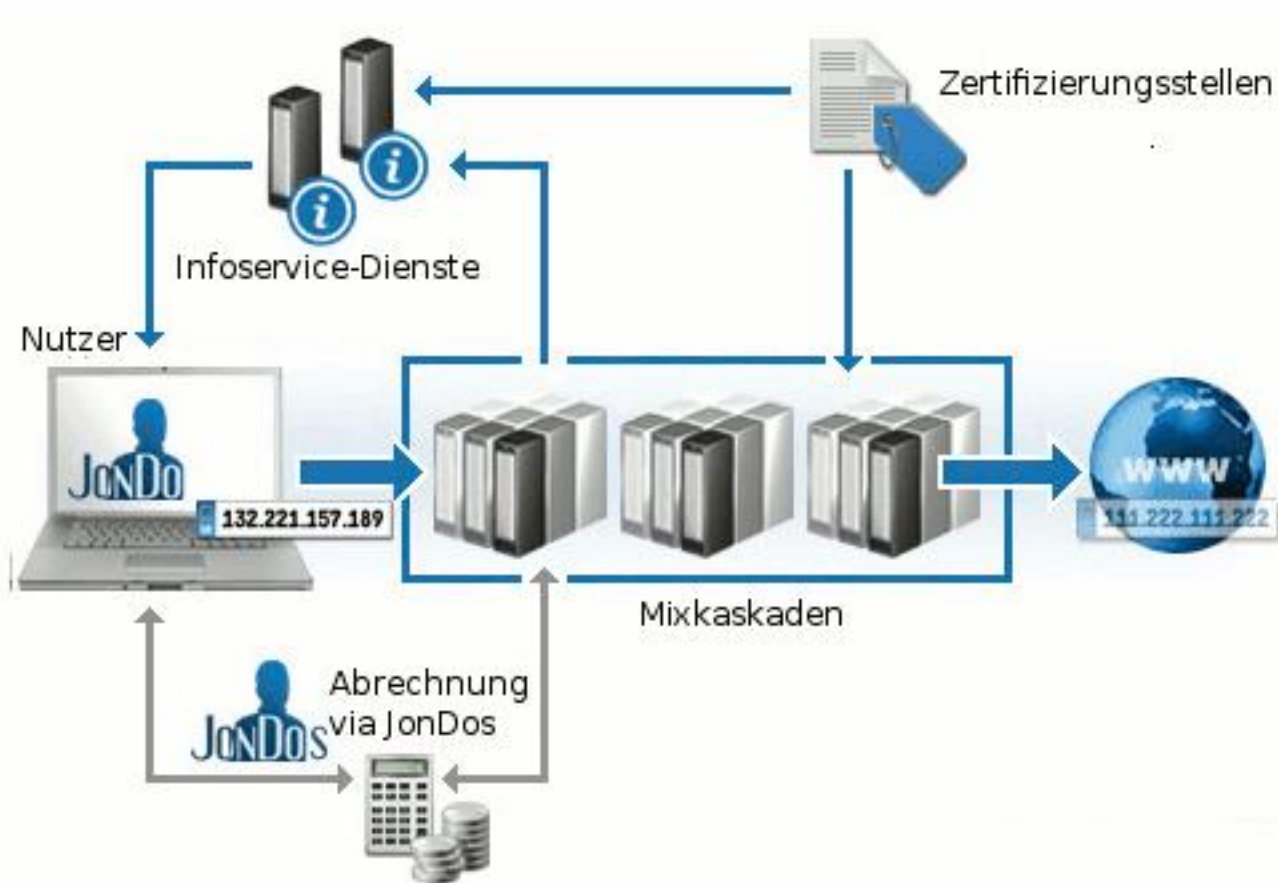 Zertifizierungsstellen
Infoservice-Dienste
Nutzer
JonDo
132.221.157.189
www
111.222.111.222
Mixkaskaden
Abrechnung
via JonDos
JonDos